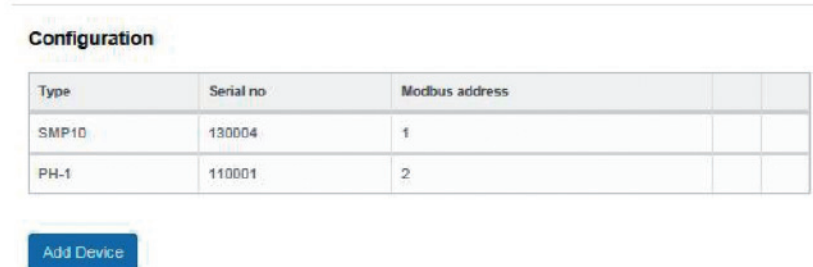 Configuration
Type Serial no Modbus address
SMP10 130004 1
PH-1 110001 2
Add Device